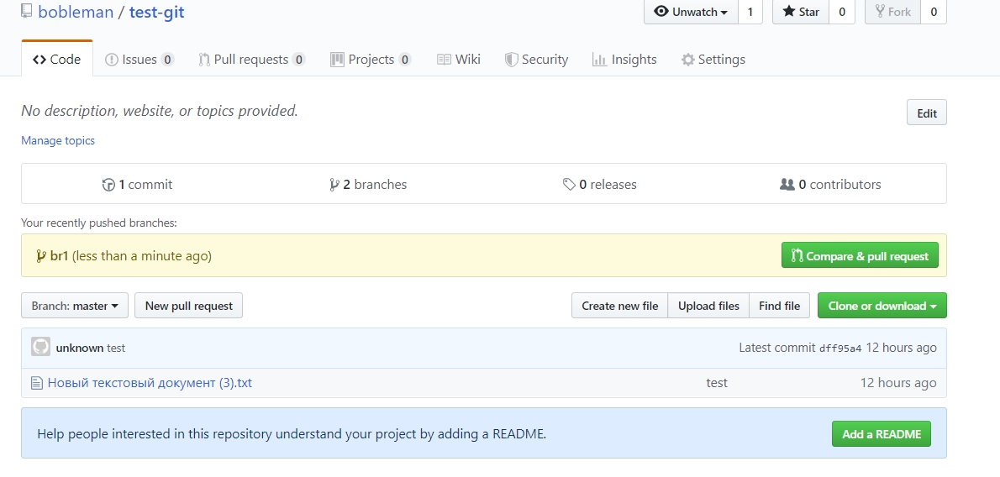 bobleman / test-git
Unwatch 1 Star 0 Fork 0
Code Issues 0 Pull requests 0 Projects 0 Wiki Security Insights Settings
No description, website, or topics provided.
Edit
Manage topics
1 commit 2 branches 0 releases 0 contributors
Your recently pushed branches:
br1 (less than a minute ago) Compare & pull request
Branch: master New pull request Create new file Upload files Find file Clone or download
unknown test Latest commit dff95a4 12 hours ago
Новый текстовый документ (3).txt test 12 hours ago
Help people interested in this repository understand your project by adding a README. Add a README